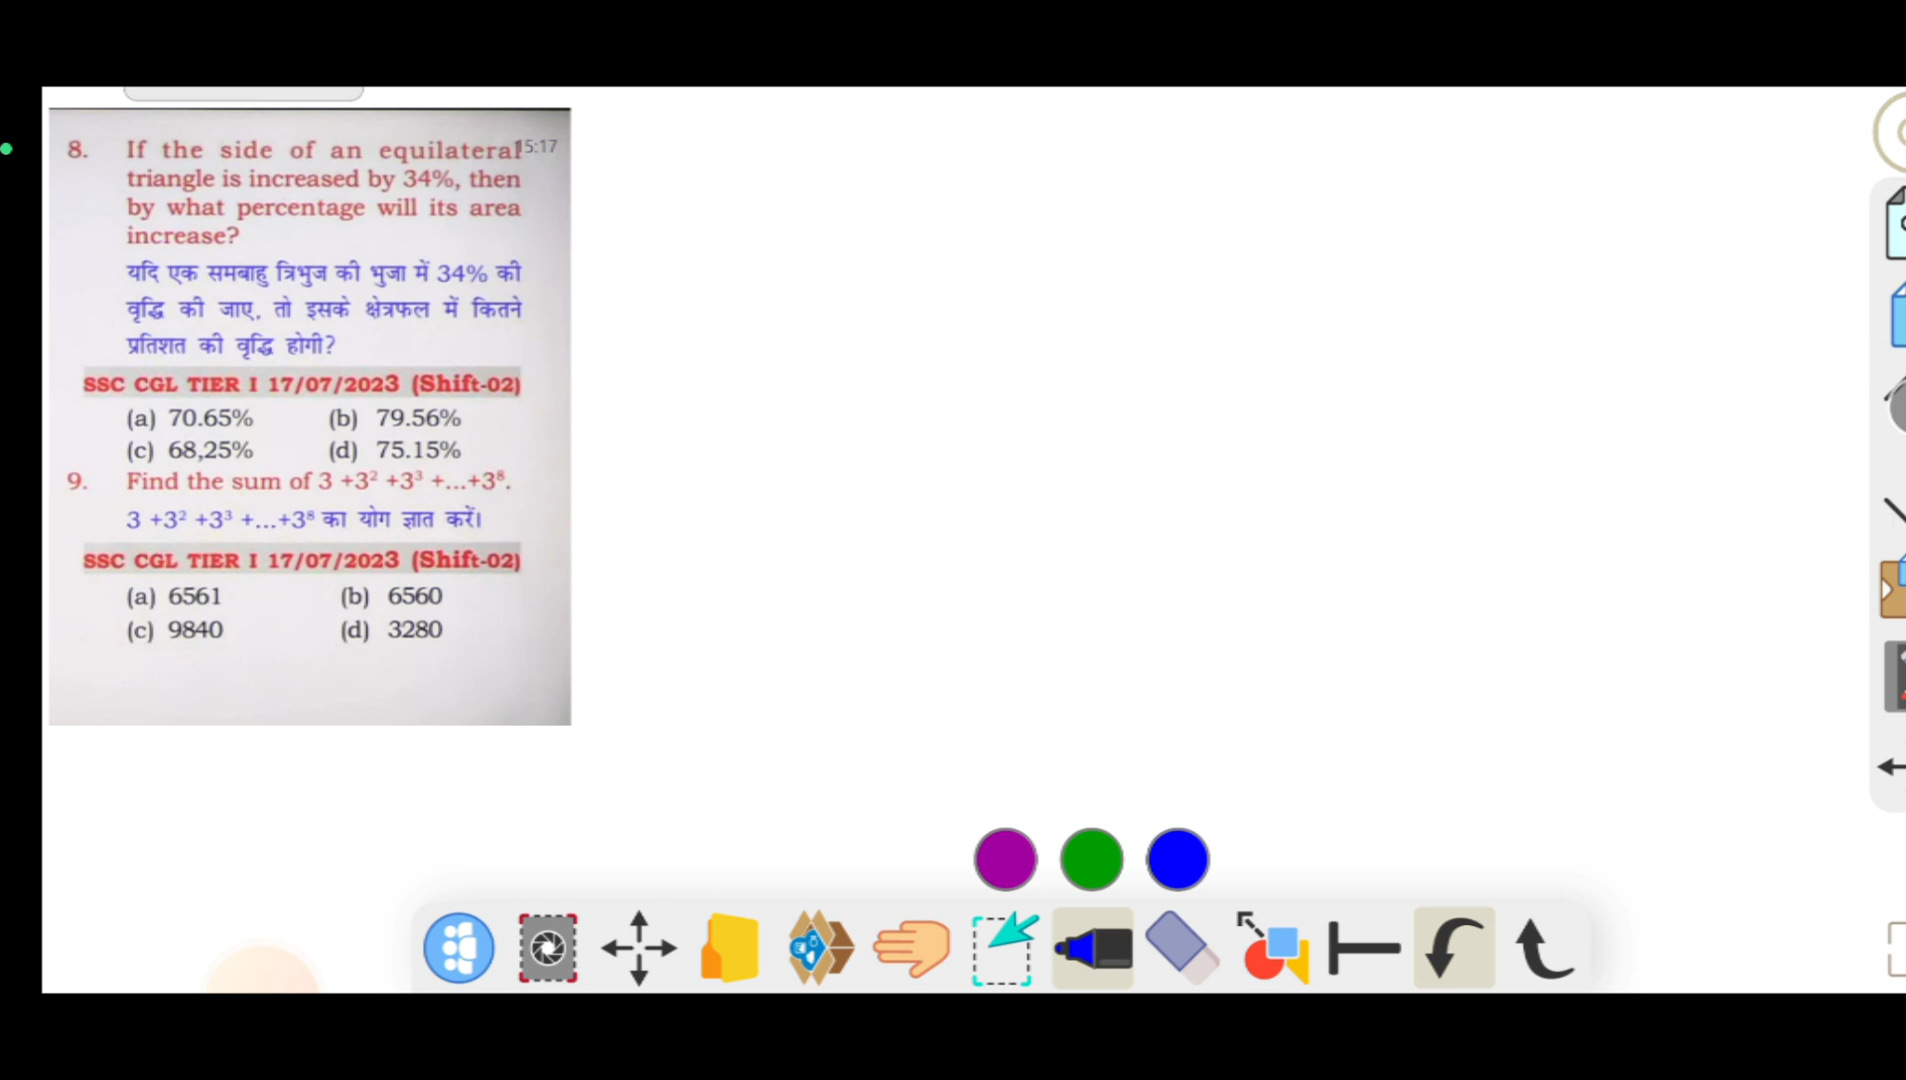 8. If the side of an equilateral 15:17
triangle is increased by 34%, then
by what percentage will its area
increase?
यदि एक समबाहु त्रिभुज की भुजा में 34% की
वृद्धि की जाए, तो इसके क्षेत्रफल में कितने
प्रतिशत की वृद्धि होगी?
SSC CGL TIER I 17/07/2023 (Shift-02)
(a) 70.65% (b) 79.56%
(c) 68,25% (d) 75.15%
9. Find the sum of 3 +3² +3³ +...+3⁸.
3 +3² +3³ +...+3⁸ का योग ज्ञात करें।
SSC CGL TIER I 17/07/2023 (Shift-02)
(a) 6561 (b) 6560
(c) 9840 (d) 3280